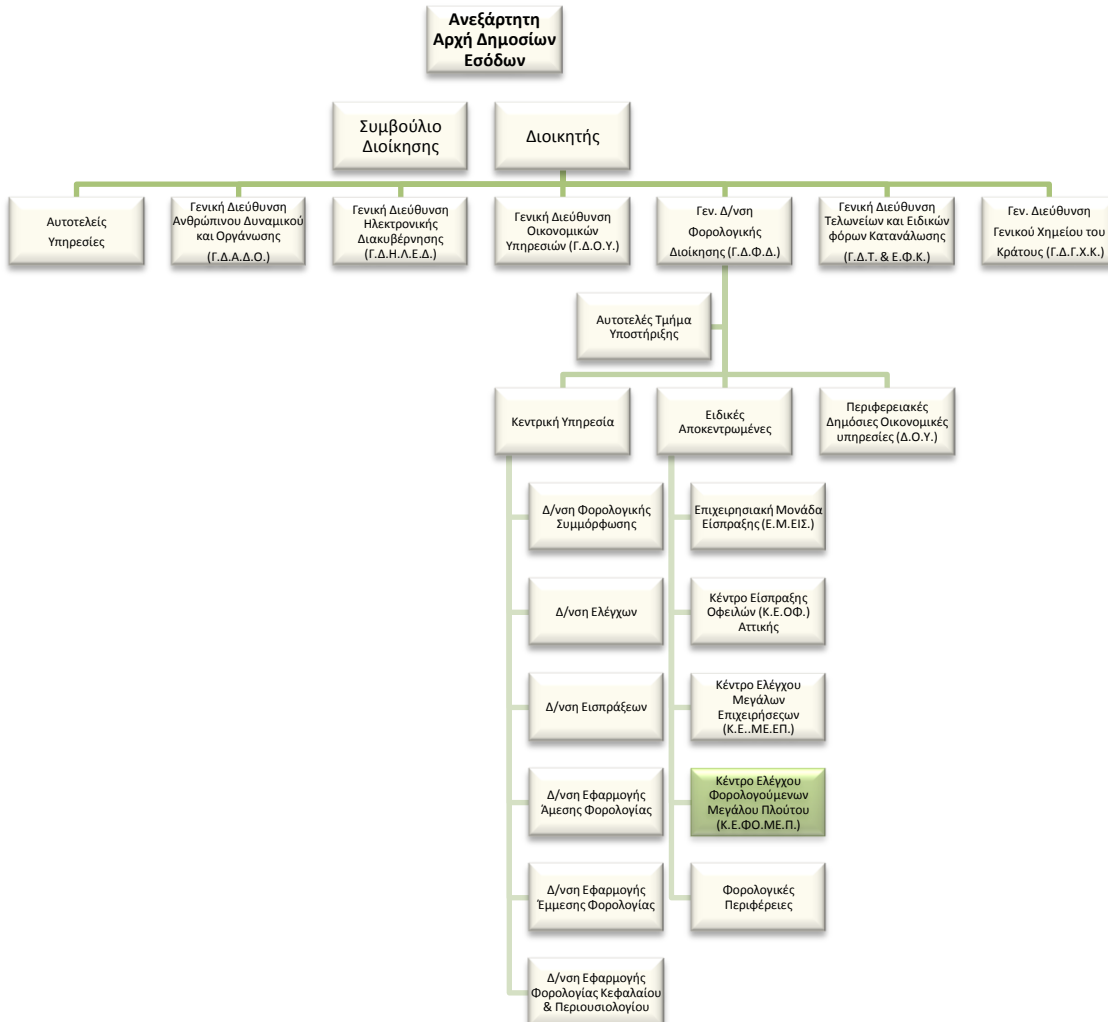 Ανεξάρτητη
Αρχή Δημοσίων
Εσόδων
Συμβούλιο
Διοίκησης
Διοικητής
Αυτοτελείς
Υπηρεσίες
Γενική Διεύθυνση
Ανθρώπινου Δυναμικού
και Οργάνωσης
(Γ.Δ.Α.Δ.Ο.)
Γενική Διεύθυνση
Ηλεκτρονικής
Διακυβέρνησης
(Γ.Δ.Η.Λ.Ε.Δ.)
Γενική Διεύθυνση
Οικονομικών
Υπηρεσιών (Γ.Δ.Ο.Υ.)
Γεν. Δ/νση
Φορολογικής
Διοίκησης (Γ.Δ.Φ.Δ.)
Γενική Διεύθυνση
Τελωνείων και Ειδικών
φόρων Κατανάλωσης
(Γ.Δ.Τ. & Ε.Φ.Κ.)
Γεν. Διεύθυνση
Γενικού Χημείου του
Κράτους (Γ.Δ.Γ.Χ.Κ.)
Αυτοτελές Τμήμα
Υποστήριξης
Κεντρική Υπηρεσία
Ειδικές
Αποκεντρωμένες
Περιφερειακές
Δημόσιες Οικονομικές
υπηρεσίες (Δ.Ο.Υ.)
Δ/νση Φορολογικής
Συμμόρφωσης
Δ/νση Ελέγχων
Δ/νση Εισπράξεων
Δ/νση Εφαρμογής
Άμεσης Φορολογίας
Δ/νση Εφαρμογής
Έμμεσης Φορολογίας
Δ/νση Εφαρμογής
Φορολογίας Κεφαλαίου
& Περιουσιολογίου
Επιχειρησιακή Μονάδα
Είσπραξης (Ε.Μ.ΕΙΣ.)
Κέντρο Είσπραξης
Οφειλών (Κ.Ε.ΟΦ.)
Αττικής
Κέντρο Ελέγχου
Μεγάλων
Επιχειρήσεςων
(Κ.Ε..ΜΕ.ΕΠ.)
Κέντρο Ελέγχου
Φορολογούμενων
Μεγάλου Πλούτου
(Κ.Ε.ΦΟ.ΜΕ.Π.)
Φορολογικές
Περιφέρειες